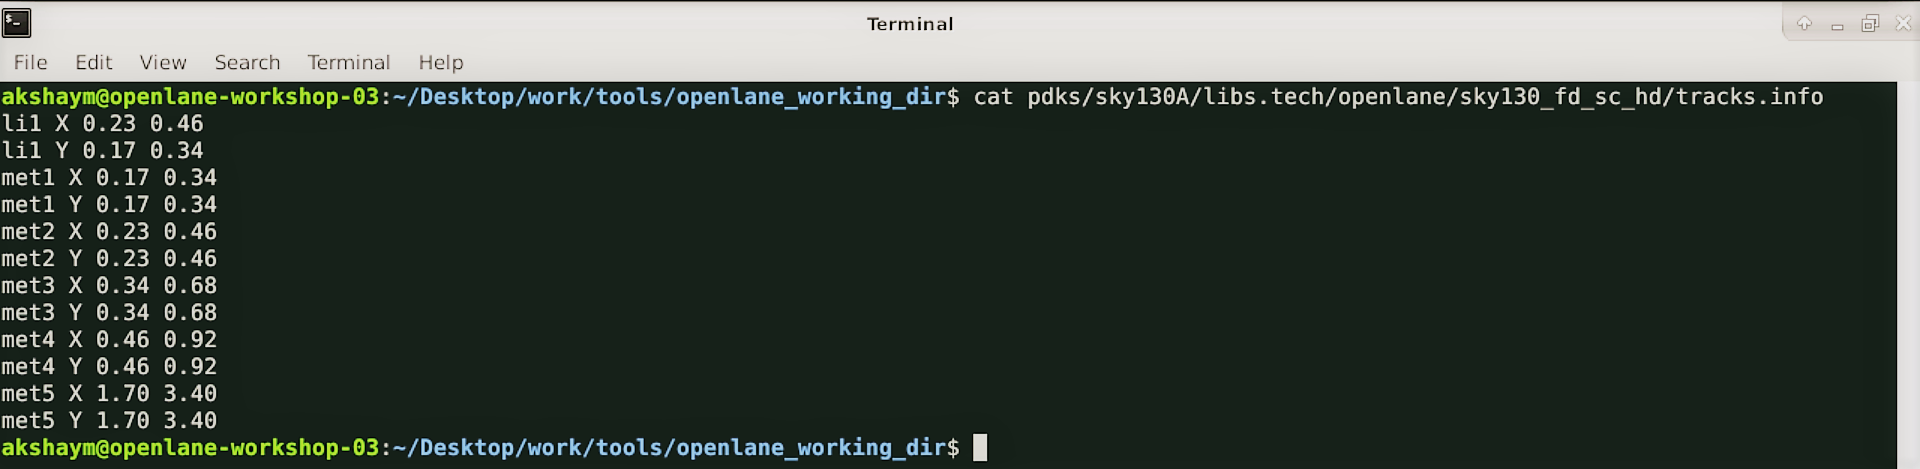 Terminal
File Edit View Search Terminal Help
akshaym@openlane-workshop-03:~/Desktop/work/tools/openlane_working_dir$ cat pdks/sky130A/libs.tech/openlane/sky130_fd_sc_hd/tracks.info
li1 X 0.23 0.46
li1 Y 0.17 0.34
met1 X 0.17 0.34
met1 Y 0.17 0.34
met2 X 0.23 0.46
met2 Y 0.23 0.46
met3 X 0.34 0.68
met3 Y 0.34 0.68
met4 X 0.46 0.92
met4 Y 0.46 0.92
met5 X 1.70 3.40
met5 Y 1.70 3.40
akshaym@openlane-workshop-03:~/Desktop/work/tools/openlane_working_dir$